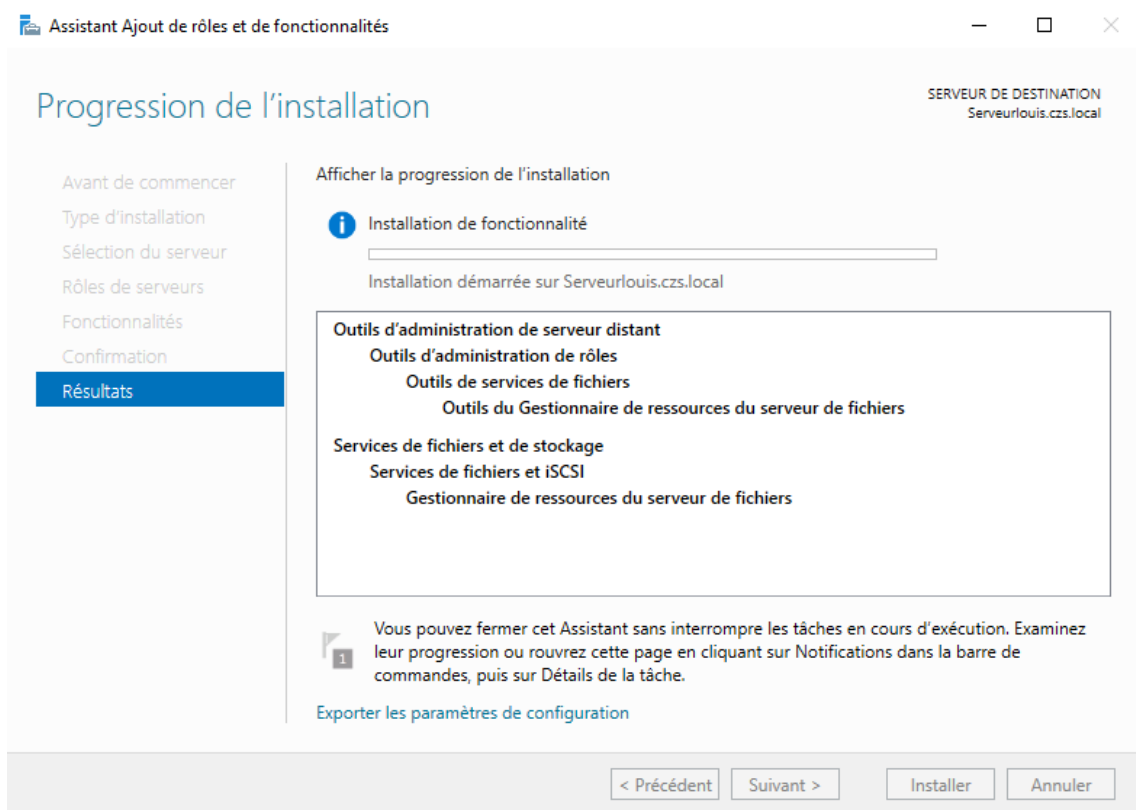 Assistant Ajout de rôles et de fonctionnalités
Progression de l’installation
SERVEUR DE DESTINATION
Serveurlouis.czs.local
Avant de commencer
Type d’installation
Sélection du serveur
Rôles de serveurs
Fonctionnalités
Confirmation
Résultats
Afficher la progression de l’installation
Installation de fonctionnalité
Installation démarrée sur Serveurlouis.czs.local
Outils d’administration de serveur distant
Outils d’administration de rôles
Outils de services de fichiers
Outils du Gestionnaire de ressources du serveur de fichiers
Services de fichiers et de stockage
Services de fichiers et iSCSI
Gestionnaire de ressources du serveur de fichiers
1
Vous pouvez fermer cet Assistant sans interrompre les tâches en cours d’exécution. Examinez
leur progression ou rouvrez cette page en cliquant sur Notifications dans la barre de
commandes, puis sur Détails de la tâche.
Exporter les paramètres de configuration
< Précédent
Suivant >
Installer
Annuler